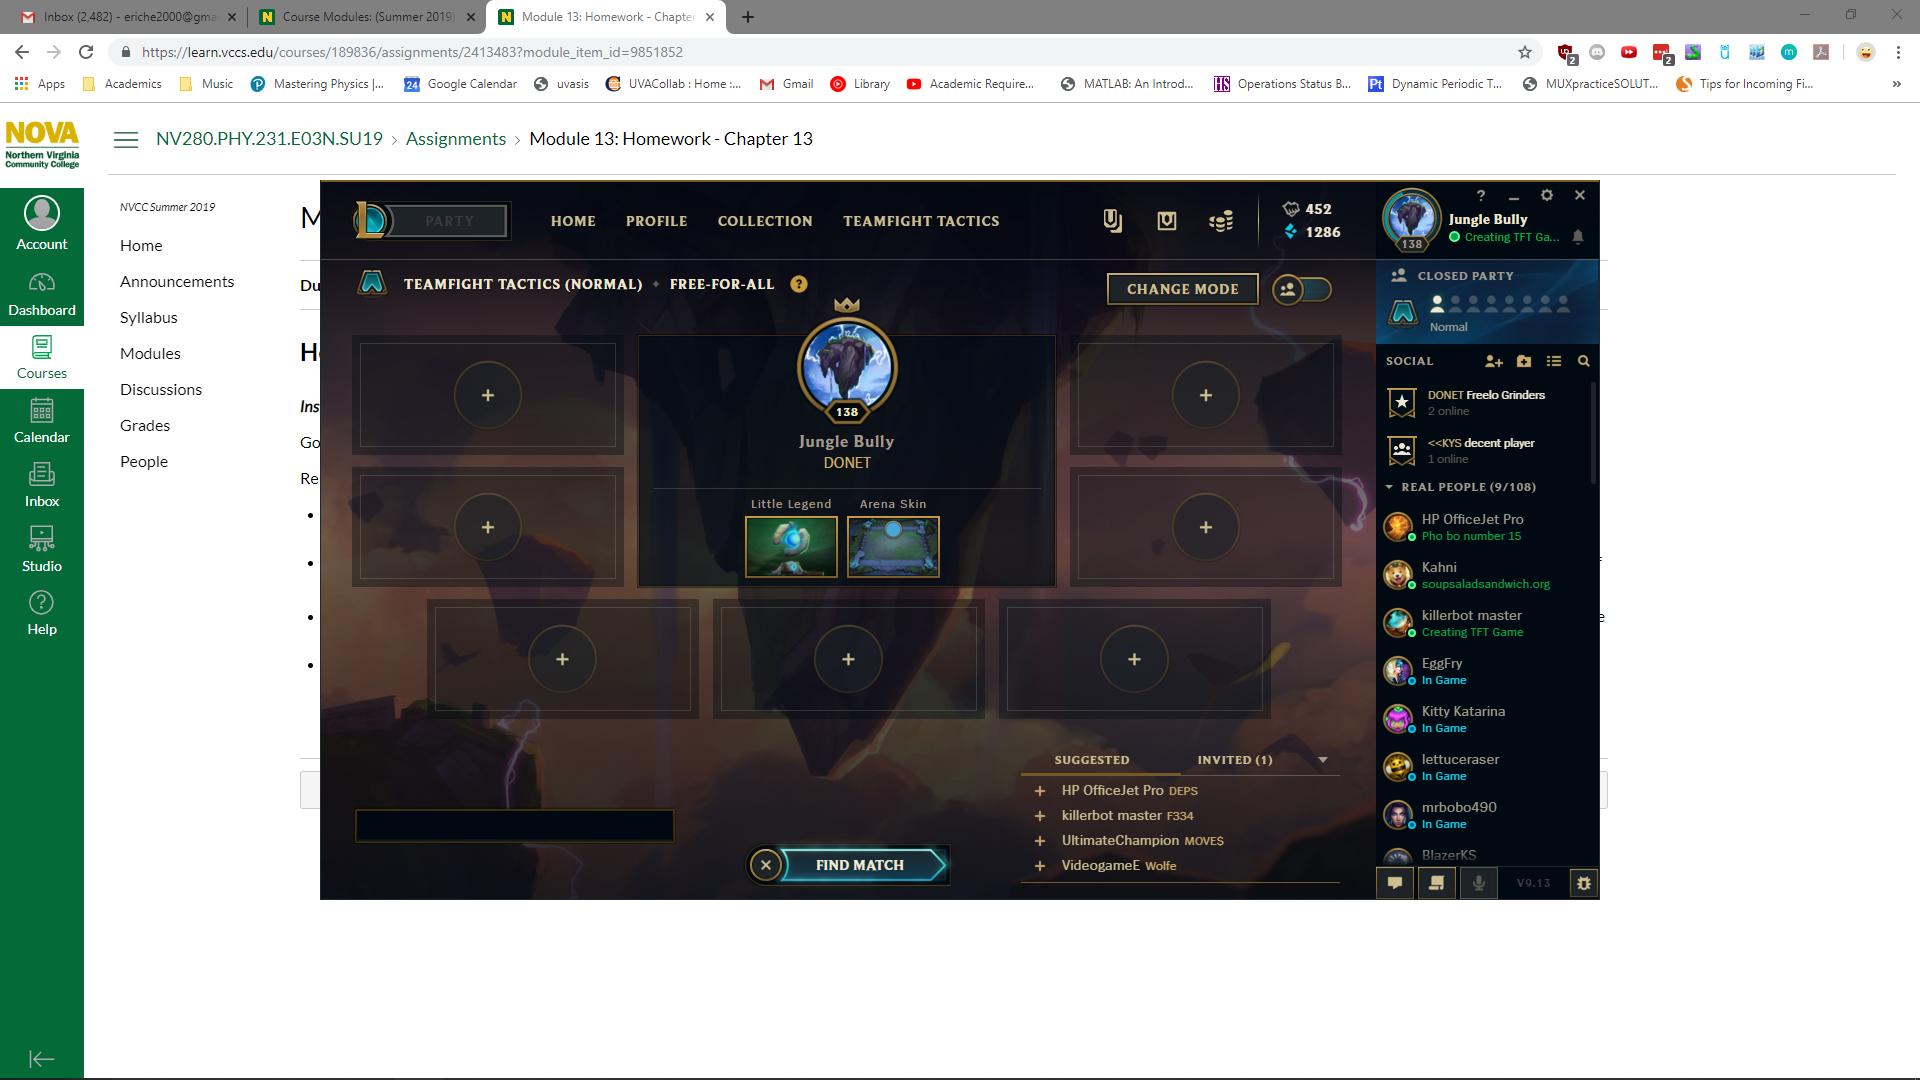 Inbox (2,482) - eriche2000@gma
Course Modules: (Summer 2019)
Module 13: Homework - Chapter
https://learn.vccs.edu/courses/189836/assignments/2413483?module_item_id=9851852
Apps
Academics
Music
Mastering Physics |...
Google Calendar
uvasis
UVACollab : Home :...
Gmail
Library
Academic Require...
MATLAB: An Introd...
Operations Status B...
Dynamic Periodic T...
MUXpracticeSOLUT...
Tips for Incoming Fi...
NOVA
Northern Virginia
Community College
NV280.PHY.231.E03N.SU19 > Assignments > Module 13: Homework - Chapter 13
Account
Dashboard
Courses
Calendar
Inbox
Studio
Help
NVCC Summer 2019
Home
Announcements
Syllabus
Modules
Discussions
Grades
People
M
Du
Ins
Go
Re
PARTY
HOME
PROFILE
COLLECTION
TEAMFIGHT TACTICS
452
1286
TEAMFIGHT TACTICS (NORMAL) FREE-FOR-ALL ?
CHANGE MODE
138
Jungle Bully
DONET
Little Legend
Arena Skin
SUGGESTED
INVITED (1)
HP OfficeJet Pro DEPS
killerbot master F334
UltimateChampion MOVE$
VideogameE Wolfe
FIND MATCH
Jungle Bully
Creating TFT Ga...
138
CLOSED PARTY
Normal
SOCIAL
DONET Freelo Grinders
2 online
<<KYS decent player
1 online
REAL PEOPLE (9/108)
HP OfficeJet Pro
Pho bo number 15
Kahni
soupsaladsandwich.org
killerbot master
Creating TFT Game
EggFry
In Game
Kitty Katarina
In Game
lettuceraser
In Game
mrbobo490
In Game
BlazerKS
V9.13